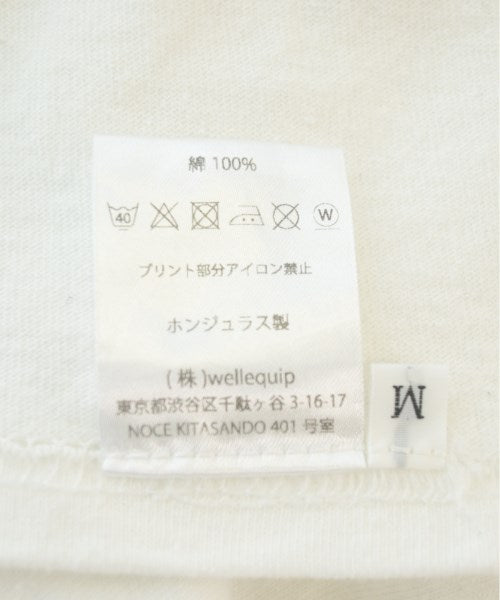 綿 100%
40 W
プリント部分アイロン禁止
ホンジュラス製
(株)wellequip
東京都渋谷区千駄ヶ谷 3-16-17
NOCE KITASANDO 401 号室
M